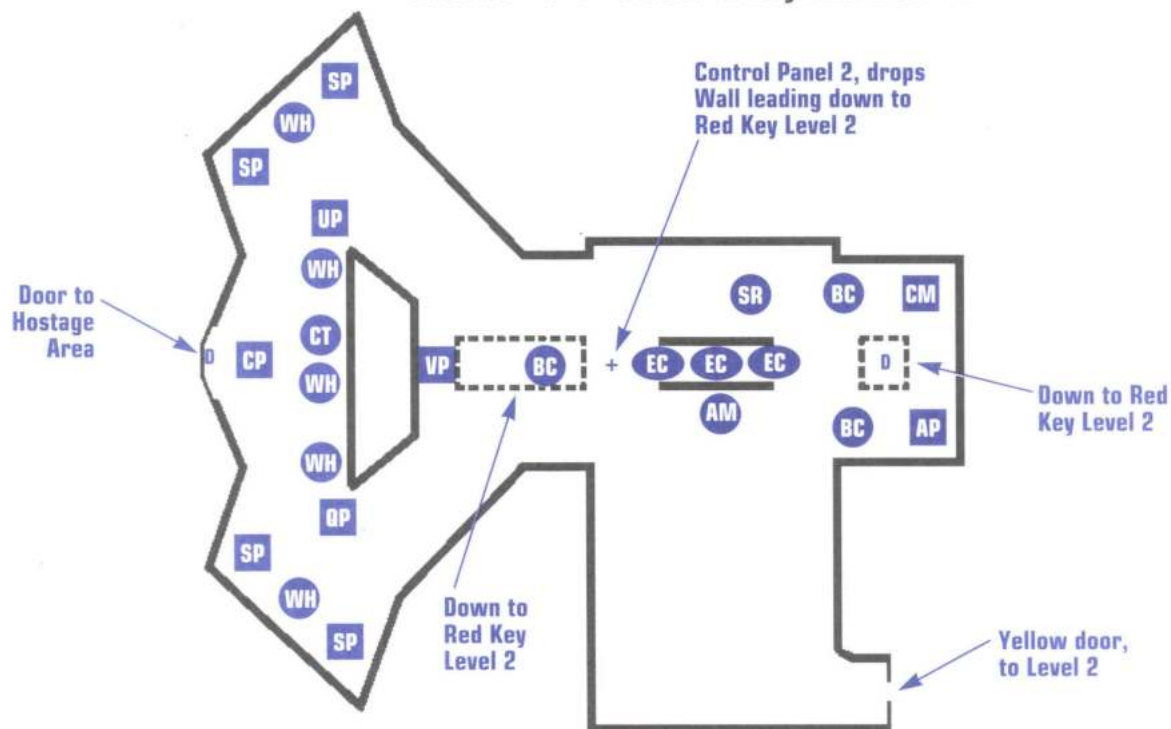 SP
Control Panel 2, drops
Wall leading down to
Red Key Level 2
WH
SP
UP
WH
Door to
Hostage
Area
SR
BC
CM
D
CP
CT
WH
VP
BC
+
EC
EC
EC
D
Down to Red
Key Level 2
AM
BC
AP
WH
QP
SP
WH
SP
Down to
Red Key
Level 2
Yellow door,
to Level 2